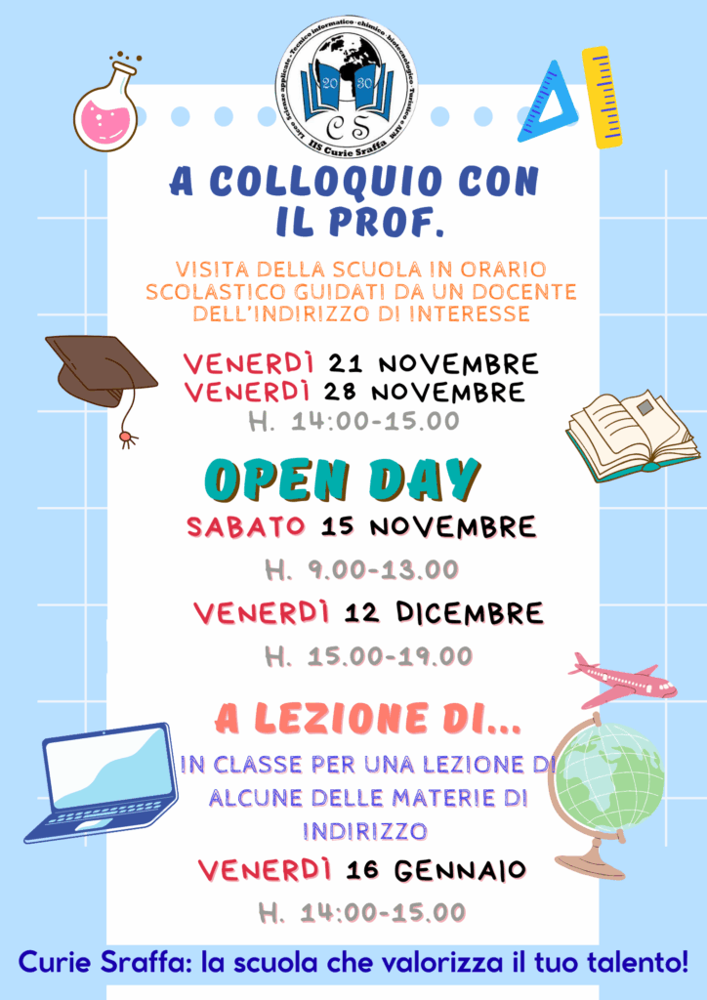 Liceo Scienze applicate · Tecnico informatico · chimico · biotecnologico · Turistico e AFM
20 30
C S
IIS Curie Sraffa
A COLLOQUIO CON
IL PROF.
VISITA DELLA SCUOLA IN ORARIO
SCOLASTICO GUIDATI DA UN DOCENTE
DELL'INDIRIZZO DI INTERESSE
VENERDÌ 21 NOVEMBRE
VENERDÌ 28 NOVEMBRE
H. 14:00-15.00
OPEN DAY
SABATO 15 NOVEMBRE
H. 9.00-13.00
VENERDÌ 12 DICEMBRE
H. 15.00-19.00
A LEZIONE DI...
IN CLASSE PER UNA LEZIONE DI
ALCUNE DELLE MATERIE DI
INDIRIZZO
VENERDÌ 16 GENNAIO
H. 14:00-15.00
Curie Sraffa: la scuola che valorizza il tuo talento!